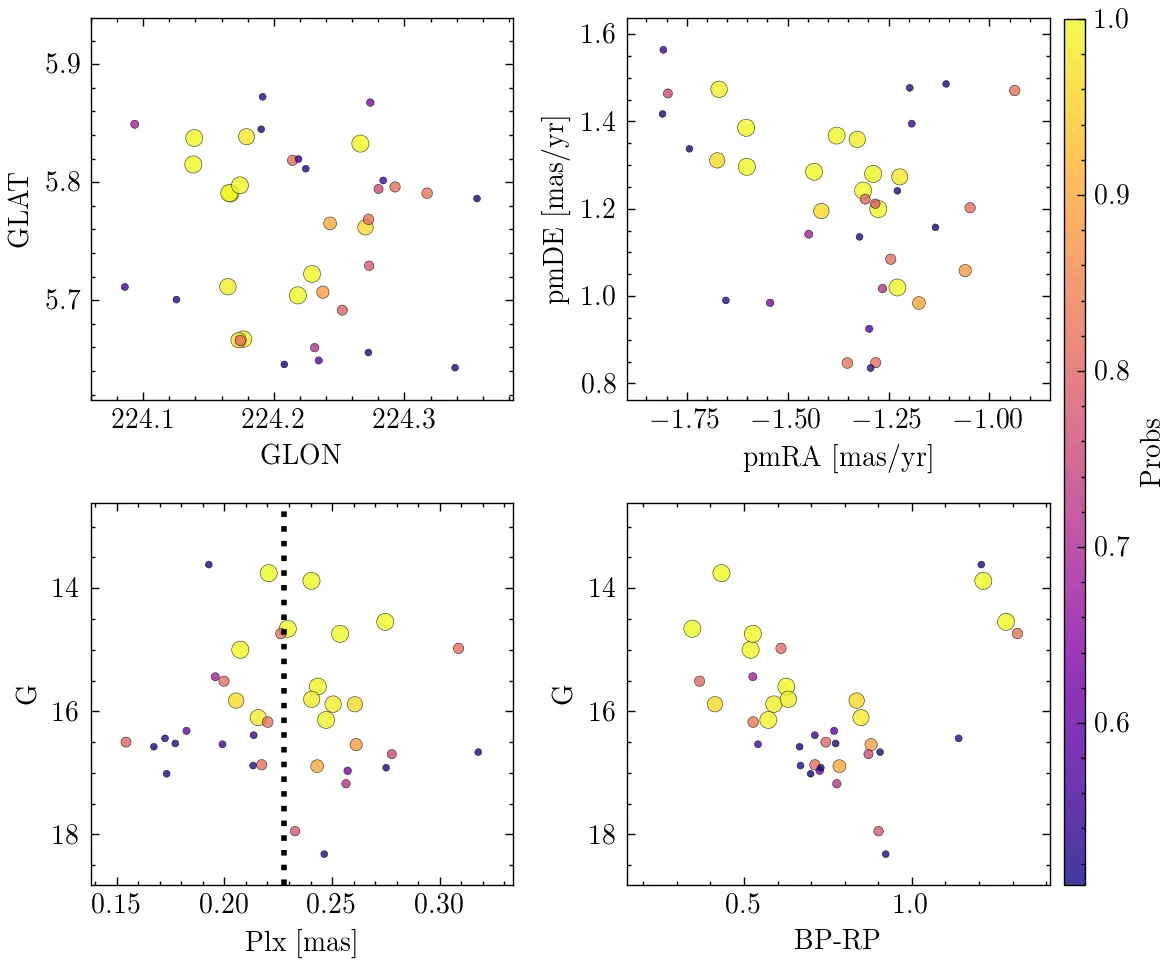 5.9
5.8
5.7
GLAT
224.1 224.2 224.3
GLON
1.6
1.4
1.2
1.0
0.8
pmDE [mas/yr]
−1.75 −1.50 −1.25 −1.00
pmRA [mas/yr]
14
16
18
G
0.15 0.20 0.25 0.30
Plx [mas]
14
16
18
G
0.5 1.0
BP-RP
1.0
0.9
0.8
0.7
0.6
Probs